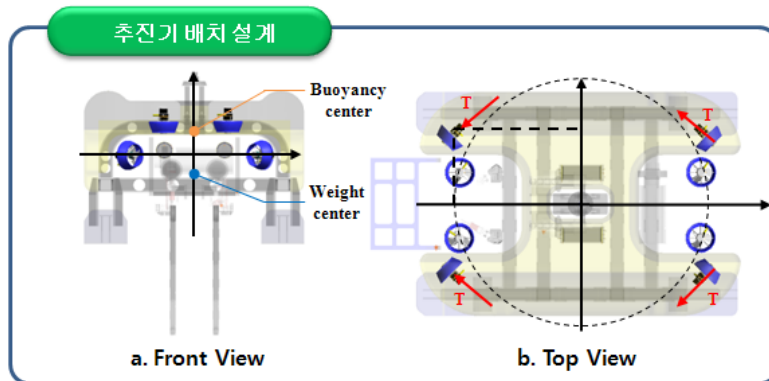 추진기 배치 설계
Buoyancy
center
Weight
center
T
T
T
T
a. Front View
b. Top View